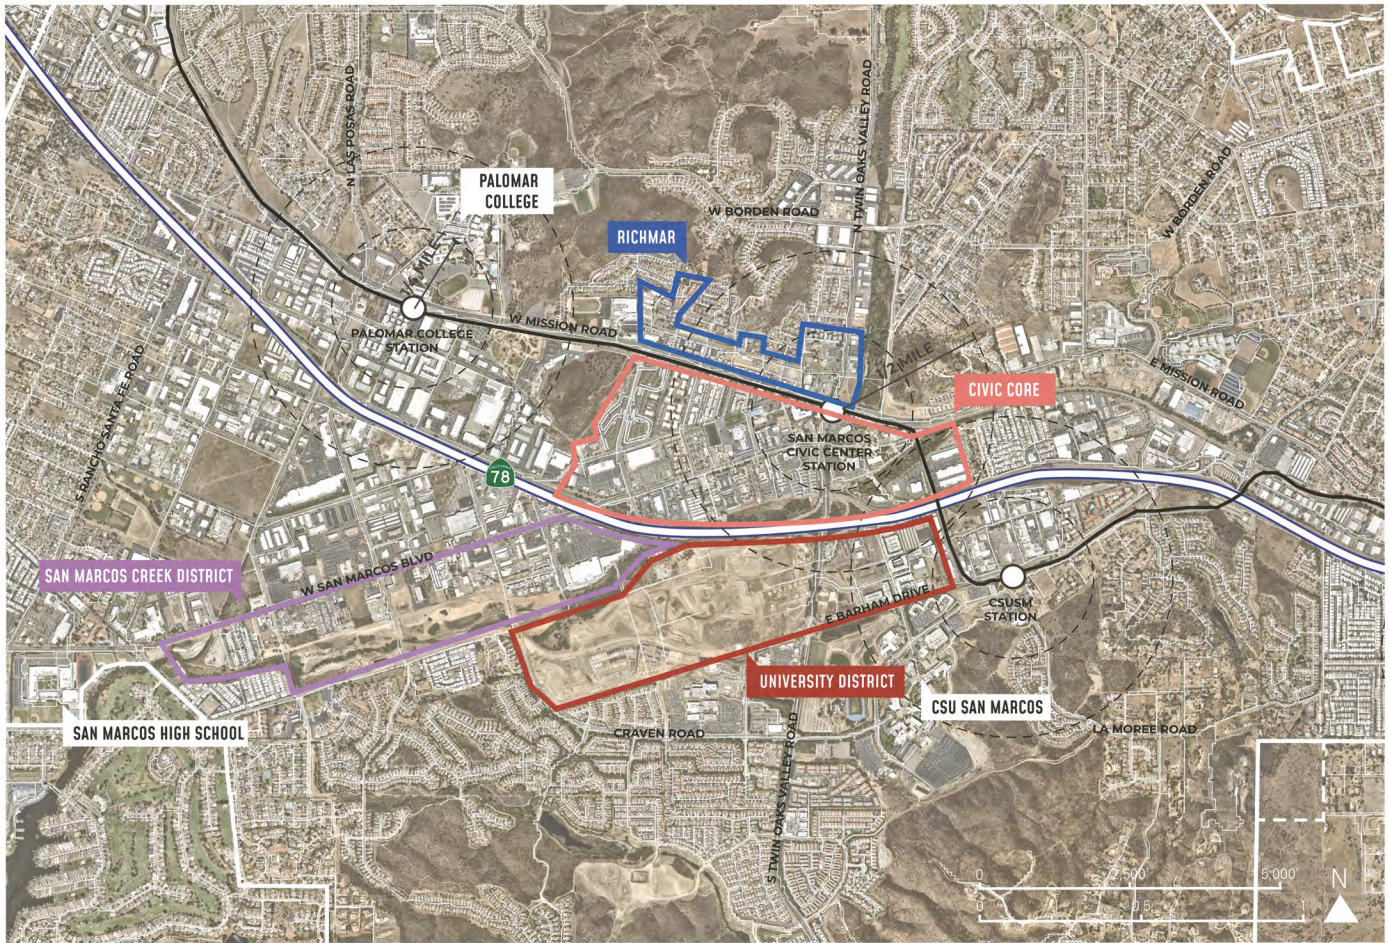 N LAS POSAS ROAD
N TWIN OAKS VALLEY ROAD
PALOMAR
COLLEGE
W BORDEN ROAD
W BORDEN ROAD
RICHMAR
MILE
W MISSION ROAD
PALOMAR COLLEGE
STATION
1/2 MILE
E MISSION ROAD
CIVIC CORE
S RANCHO SANTA FE ROAD
SAN MARCOS
CIVIC CENTER
STATION
CALIFORNIA
78
SAN MARCOS CREEK DISTRICT
W SAN MARCOS BLVD
E BARHAM DRIVE
CSUSM
STATION
UNIVERSITY DISTRICT
CSU SAN MARCOS
SAN MARCOS HIGH SCHOOL
CRAVEN ROAD
LA MOREE ROAD
S TWIN OAKS VALLEY ROAD
0 2,500' 5,000'
0 0.5 1
N